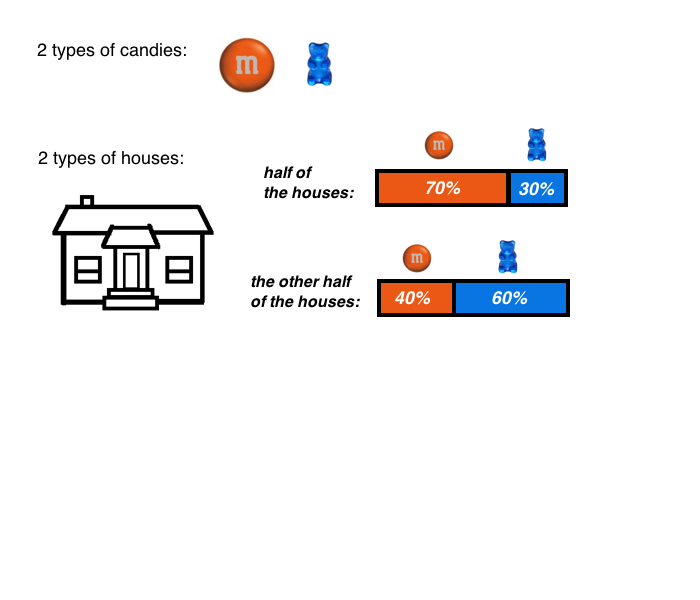 2 types of candies:
m
2 types of houses:
m
half of
the houses:
70% 30%
m
the other half
of the houses:
40% 60%